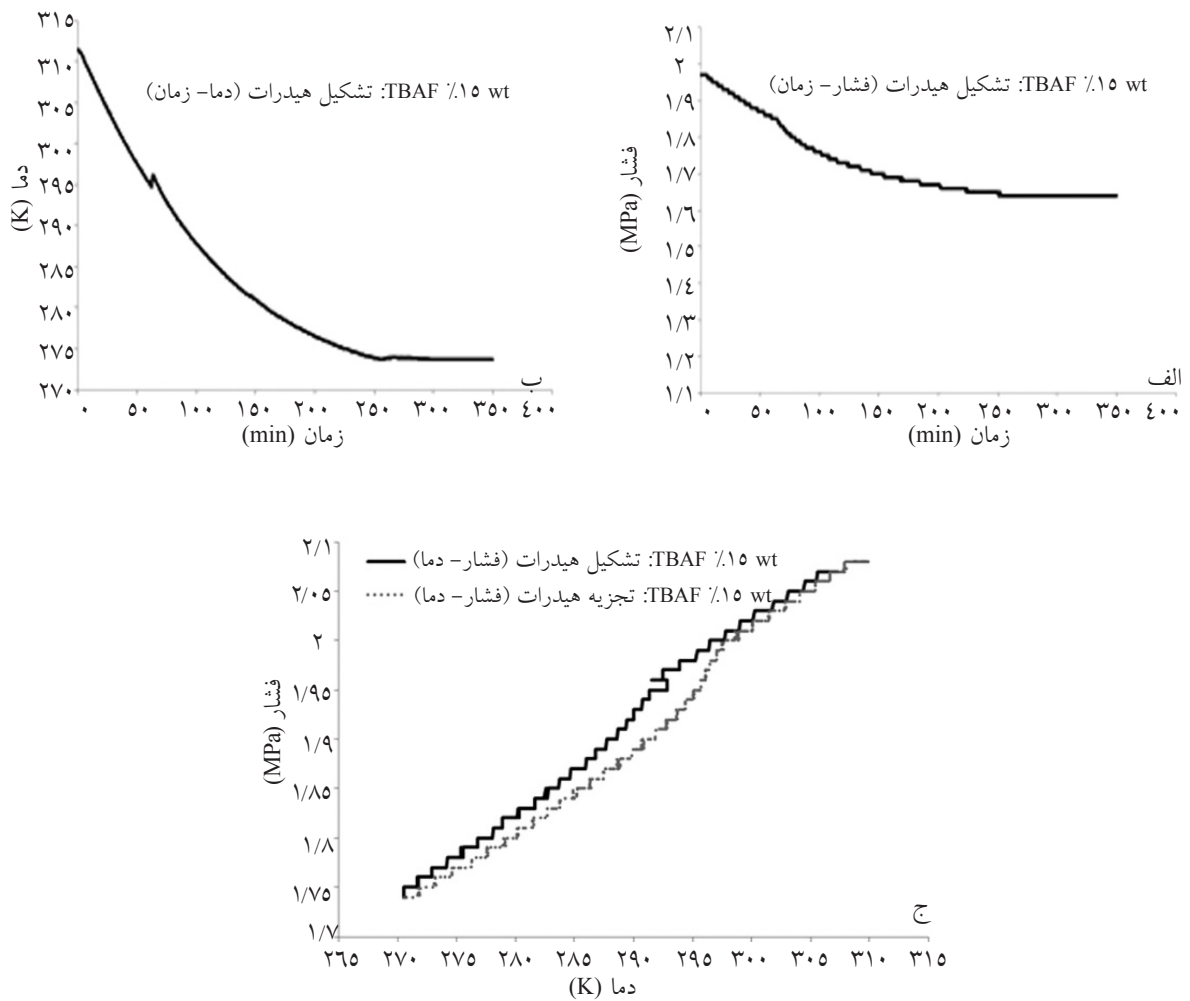 ۲/۱
۲
۱/۹
۱/۸
۱/۷
۱/۶
۱/۵
۱/٤
۱/۳
۱/۲
۱/۱
فشار (MPa)
TBAF ٪۱۵ wt: تشکیل هیدرات (فشار- زمان)
۰ ۵۰ ۱۰۰ ۱۵۰ ۲۰۰ ۲۵۰ ۳۰۰ ۳۵۰ ٤۰۰
زمان (min)
الف
۳۱۵
۳۱۰
۳۰۵
۳۰۰
۲۹۵
۲۹۰
۲۸۵
۲۸۰
۲۷۵
۲۷۰
دما (K)
TBAF ٪۱۵ wt: تشکیل هیدرات (دما- زمان)
۰ ۵۰ ۱۰۰ ۱۵۰ ۲۰۰ ۲۵۰ ۳۰۰ ۳۵۰ ٤۰۰
زمان (min)
ب
۲/۱
۲/۰۵
۲
۱/۹۵
۱/۹
۱/۸۵
۱/۸
۱/۷۵
۱/۷
فشار (MPa)
TBAF ٪۱۵ wt: تشکیل هیدرات (فشار- دما)
TBAF ٪۱۵ wt: تجزیه هیدرات (فشار- دما)
۲۶۵ ۲۷۰ ۲۷۵ ۲۸۰ ۲۸۵ ۲۹۰ ۲۹۵ ۳۰۰ ۳۰۵ ۳۱۰ ۳۱۵
دما (K)
ج